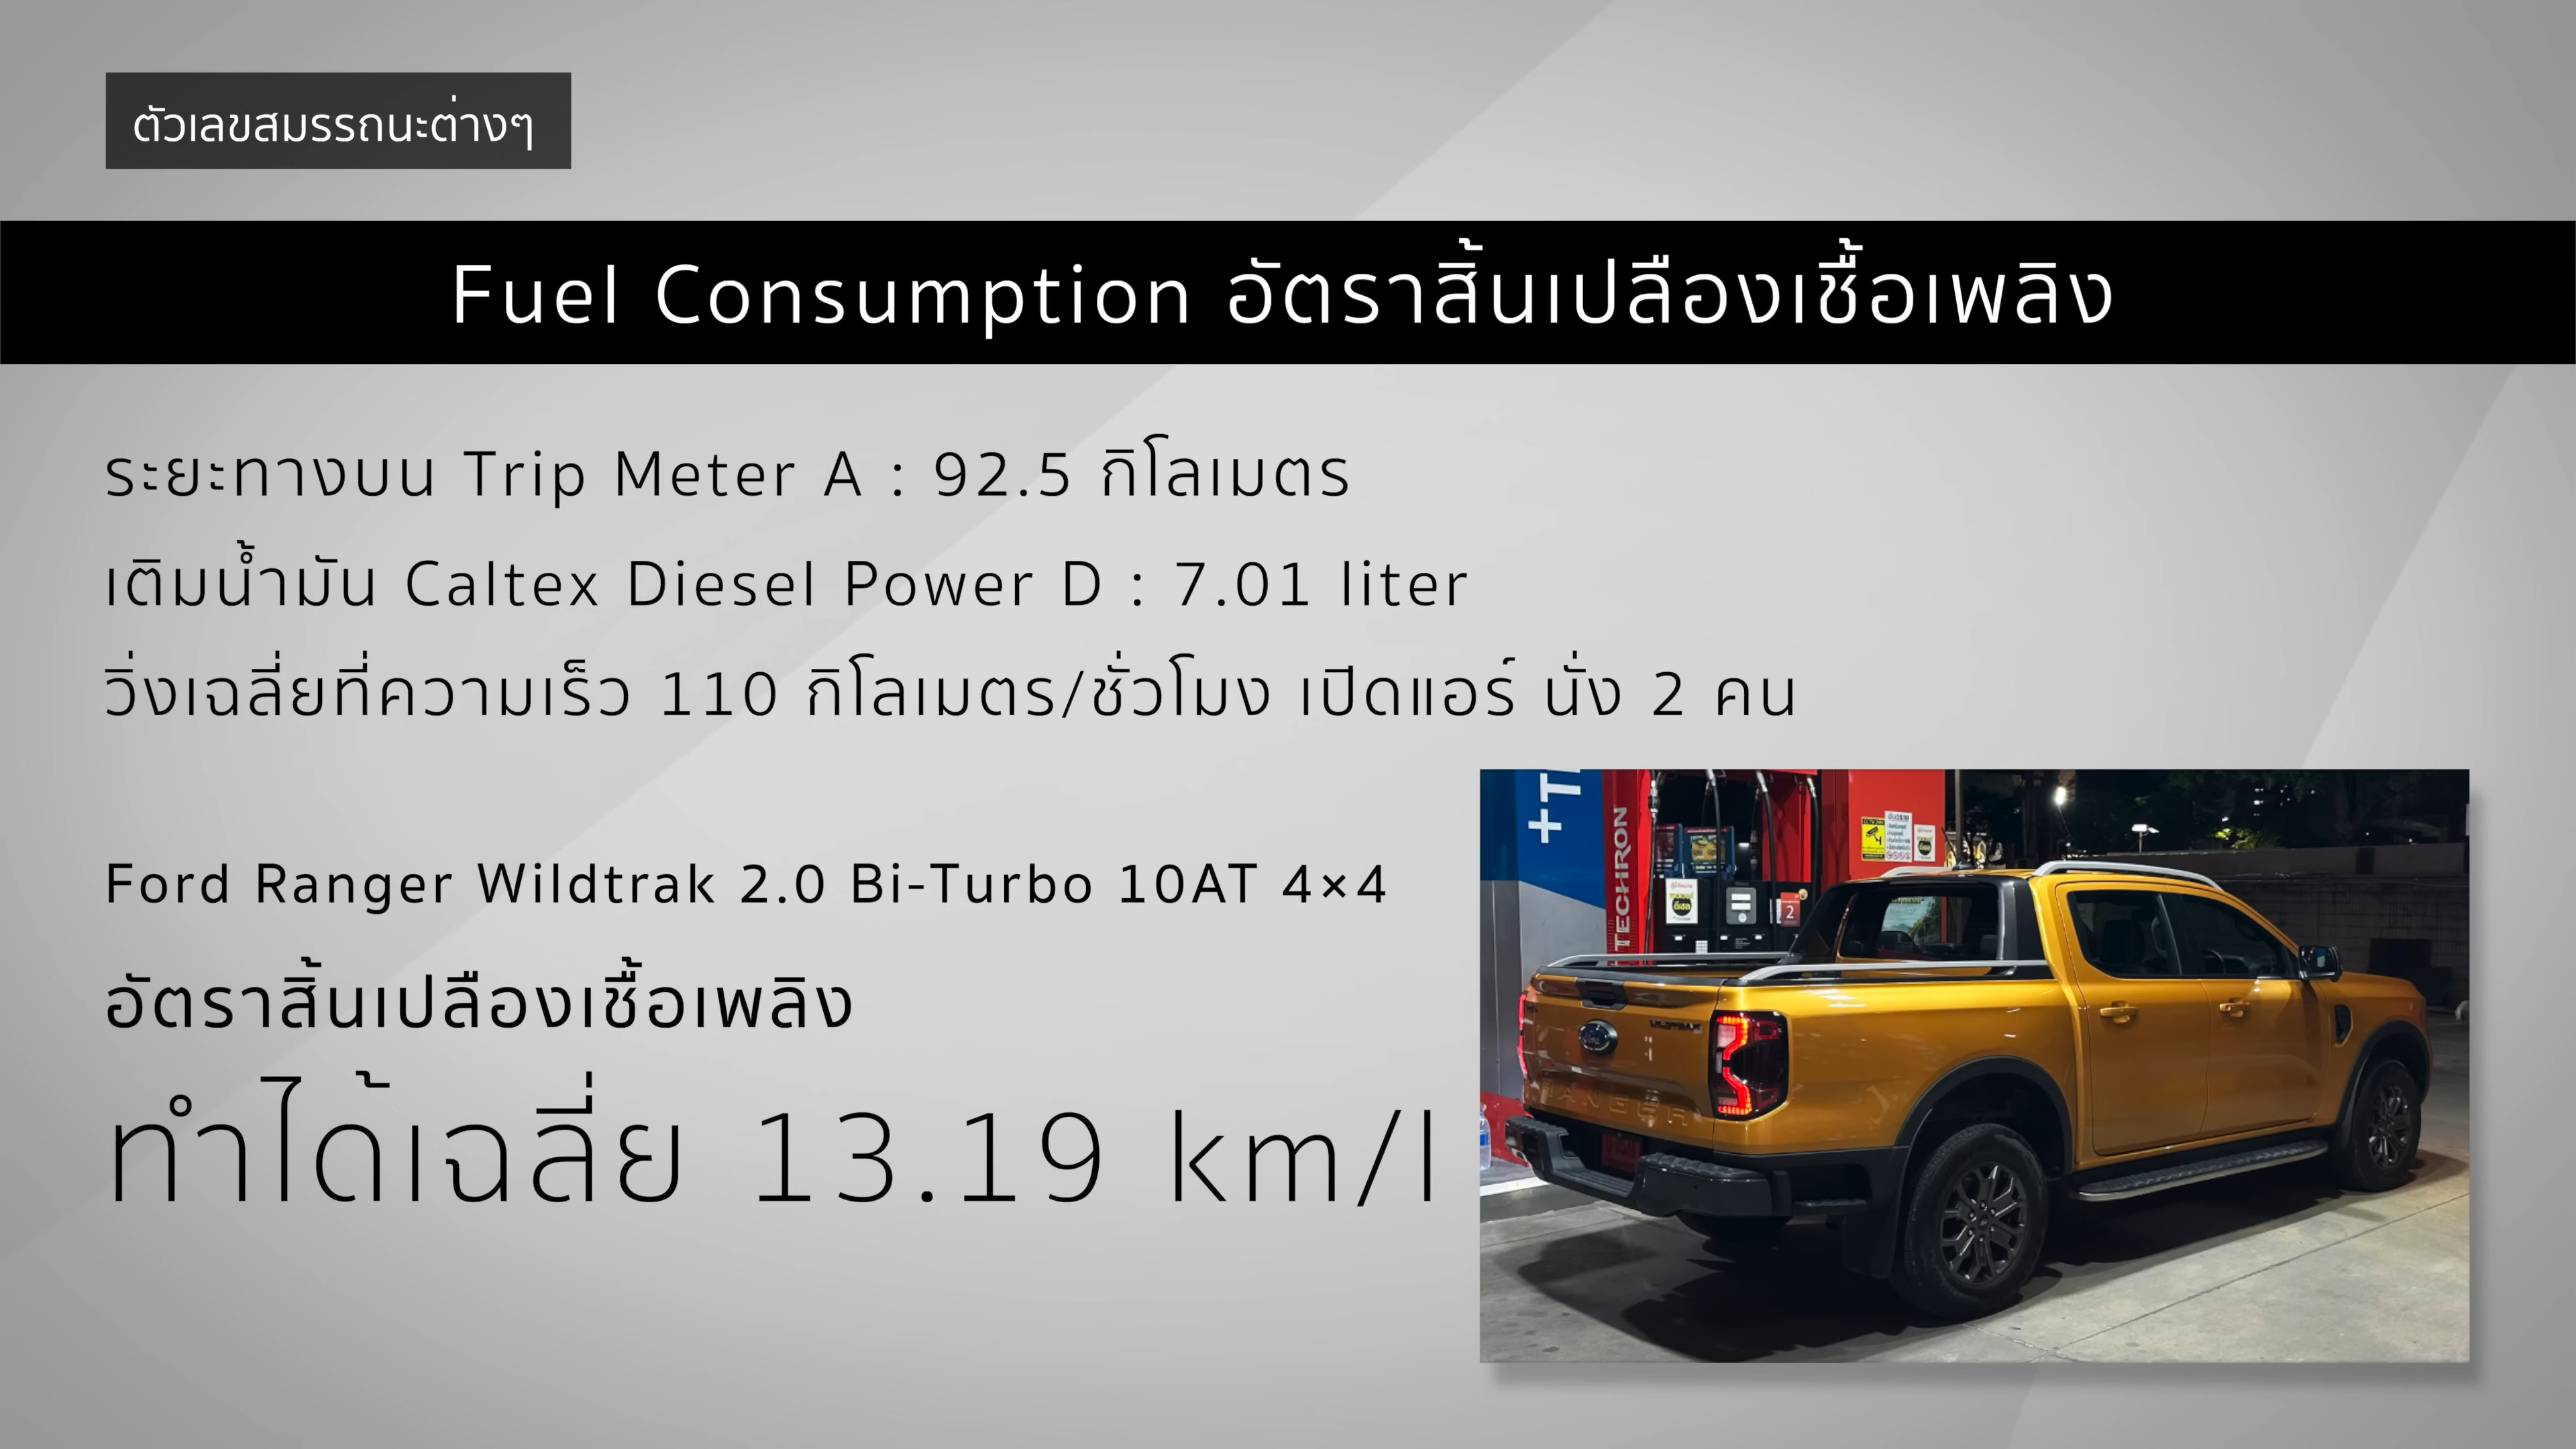 ตัวเลขสมรรถนะต่างๆ
Fuel Consumption อัตราสิ้นเปลืองเชื้อเพลิง
ระยะทางบน Trip Meter A : 92.5 กิโลเมตร
เติมน้ำมัน Caltex Diesel Power D : 7.01 liter
วิ่งเฉลี่ยที่ความเร็ว 110 กิโลเมตร/ชั่วโมง เปิดแอร์ นั่ง 2 คน
Ford Ranger Wildtrak 2.0 Bi-Turbo 10AT 4×4
อัตราสิ้นเปลืองเชื้อเพลิง
ทำได้เฉลี่ย 13.19 km/l
TECHRON
2
ดีเซล
WILDTRAK
RANGER